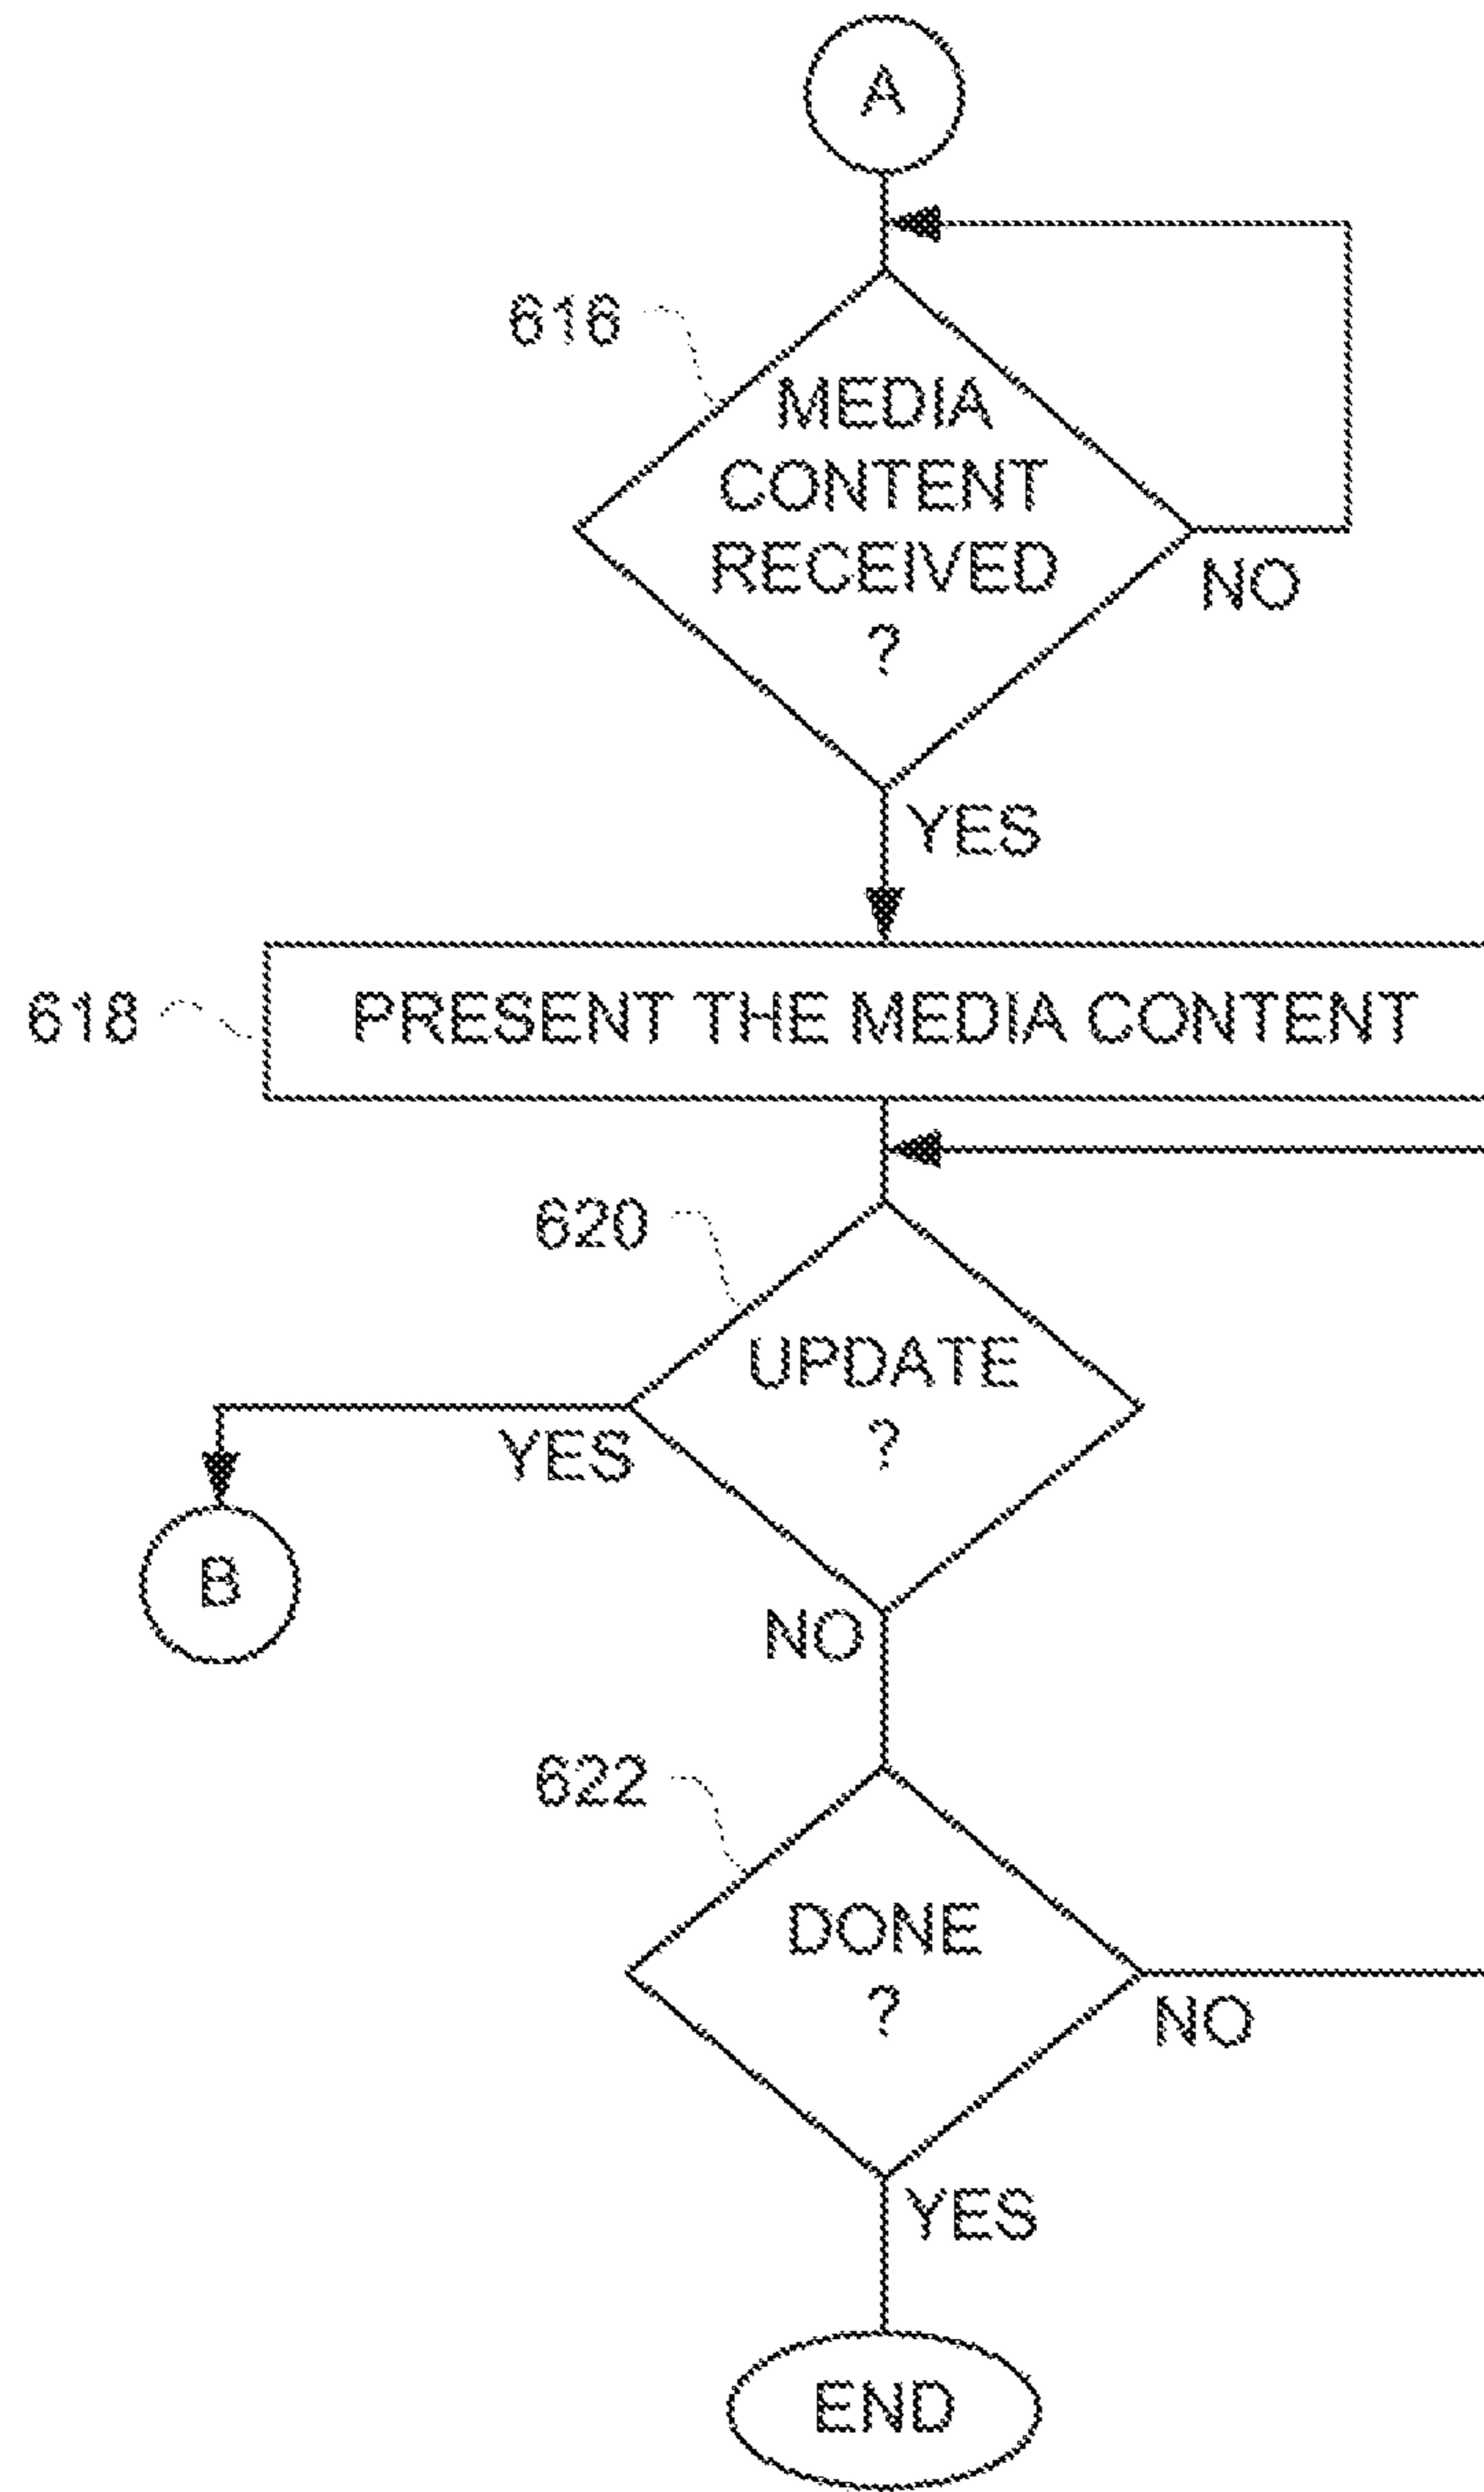 A
616
MEDIA
CONTENT
RECEIVED
?
NO
YES
618
PRESENT THE MEDIA CONTENT
620
UPDATE
?
YES
B
NO
622
DONE
?
NO
YES
END